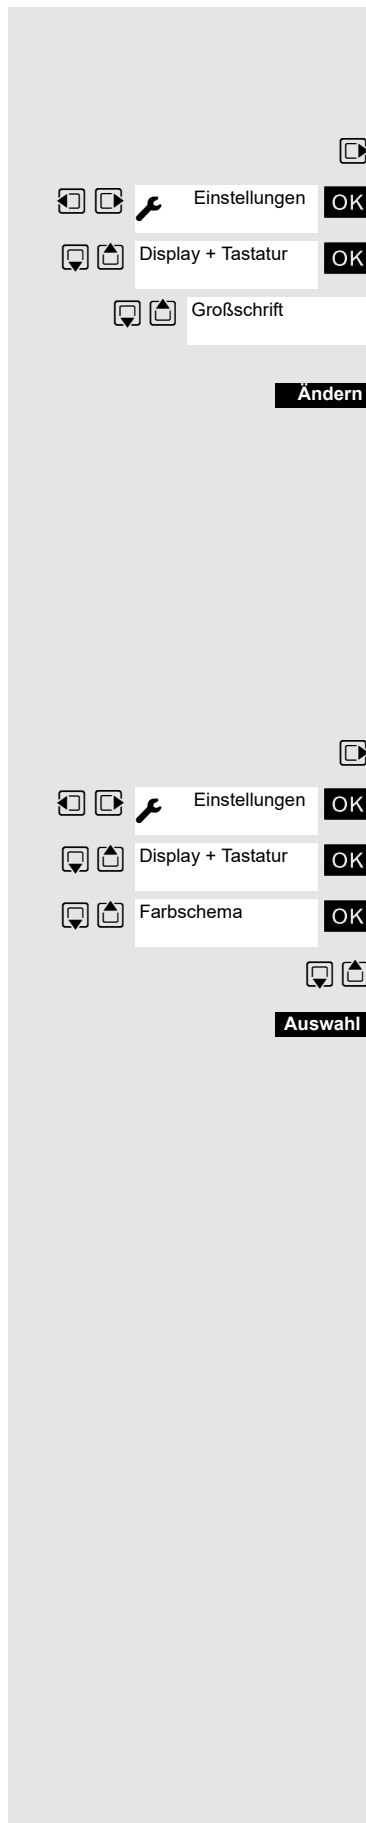 Einstellungen OK
Display + Tastatur OK
Großschrift
Ändern
Einstellungen OK
Display + Tastatur OK
Farbschema OK
Auswahl